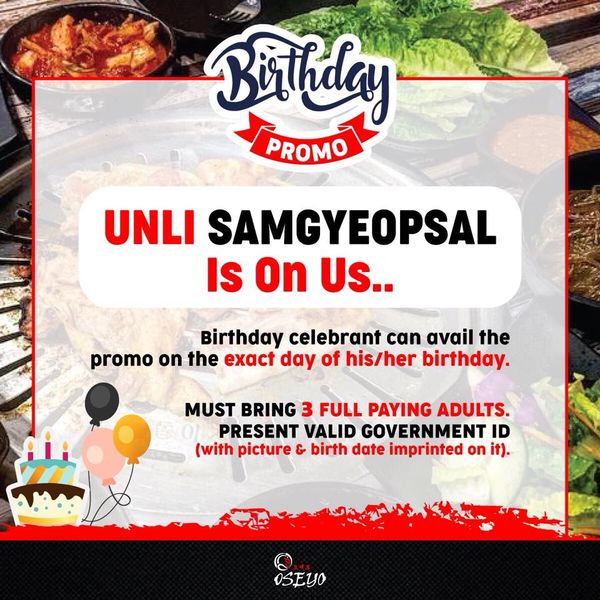 Birthday
PROMO
UNLI SAMGYEOPSAL
Is On Us..
Birthday celebrant can avail the
promo on the exact day of his/her birthday.
MUST BRING 3 FULL PAYING ADULTS.
PRESENT VALID GOVERNMENT ID
(with picture & birth date imprinted on it).
OSEYO